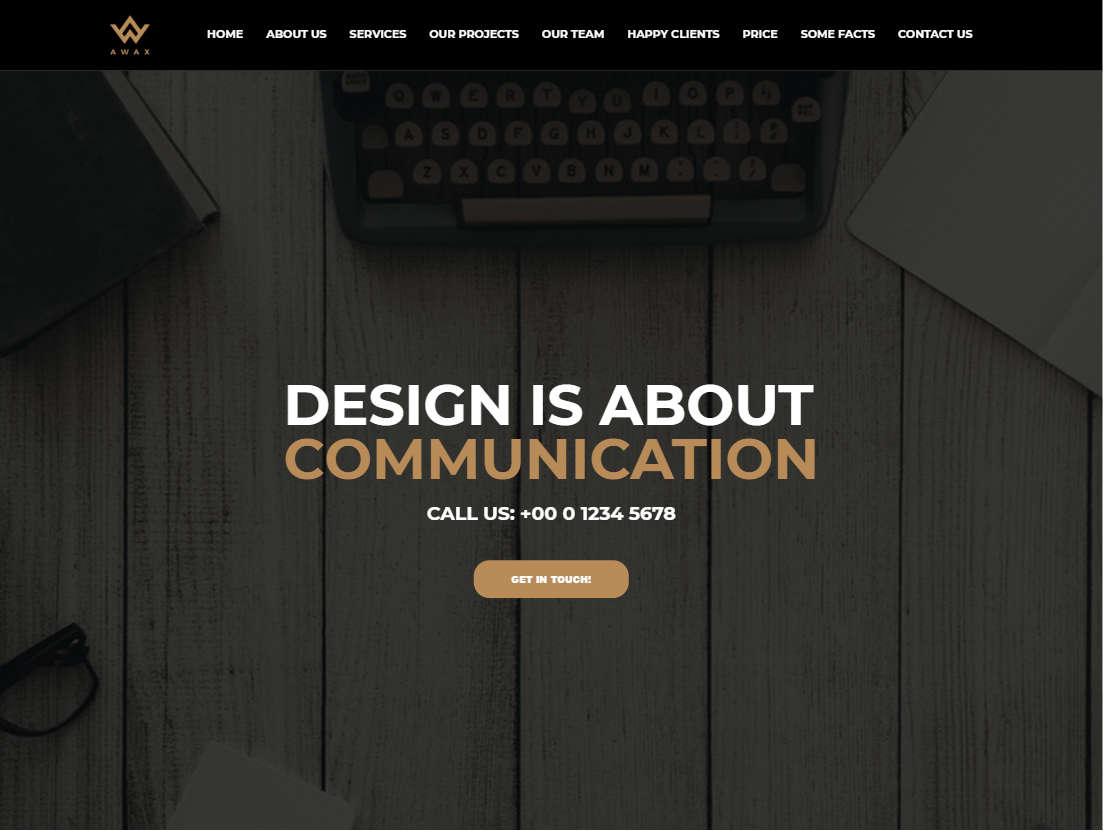 AWAX
HOME ABOUT US SERVICES OUR PROJECTS OUR TEAM HAPPY CLIENTS PRICE SOME FACTS CONTACT US
Q W E R T Y U I O P
A S D F G H J K L
Z X C V B N M
DESIGN IS ABOUT
COMMUNICATION
CALL US: +00 0 1234 5678
GET IN TOUCH!